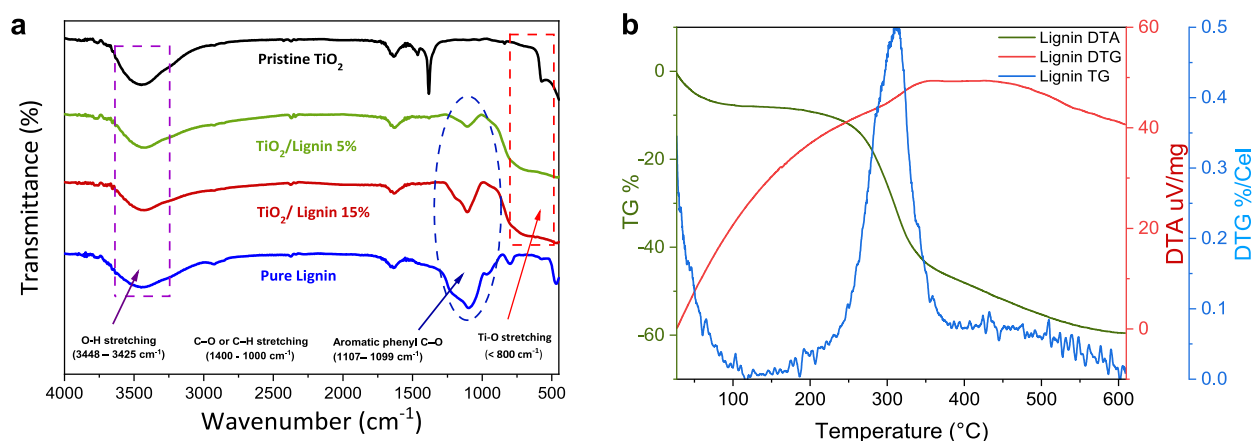 a
Transmittance (%)
Pristine TiO₂
TiO₂/Lignin 5%
TiO₂/ Lignin 15%
Pure Lignin
O–H stretching
(3448 – 3425 cm⁻¹)
C–O or C–H stretching
(1400 - 1000 cm⁻¹)
Aromatic phenyl C–O
(1107– 1099 cm⁻¹)
Ti-O stretching
(< 800 cm⁻¹)
4000 3500 3000 2500 2000 1500 1000 500
Wavenumber (cm⁻¹)
b
Lignin DTA
Lignin DTG
Lignin TG
TG %
0
-20
-40
-60
100 200 300 400 500 600
Temperature (°C)
DTA uV/mg
60
40
20
0
DTG %/Cel
0.5
0.4
0.3
0.2
0.1
0.0